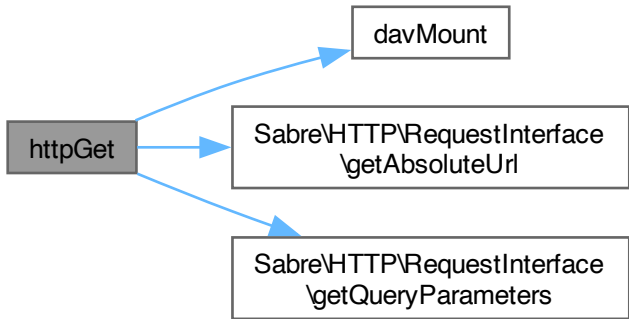 davMount
httpGet
Sabre\HTTP\RequestInterface
\getAbsoluteUrl
Sabre\HTTP\RequestInterface
\getQueryParameters